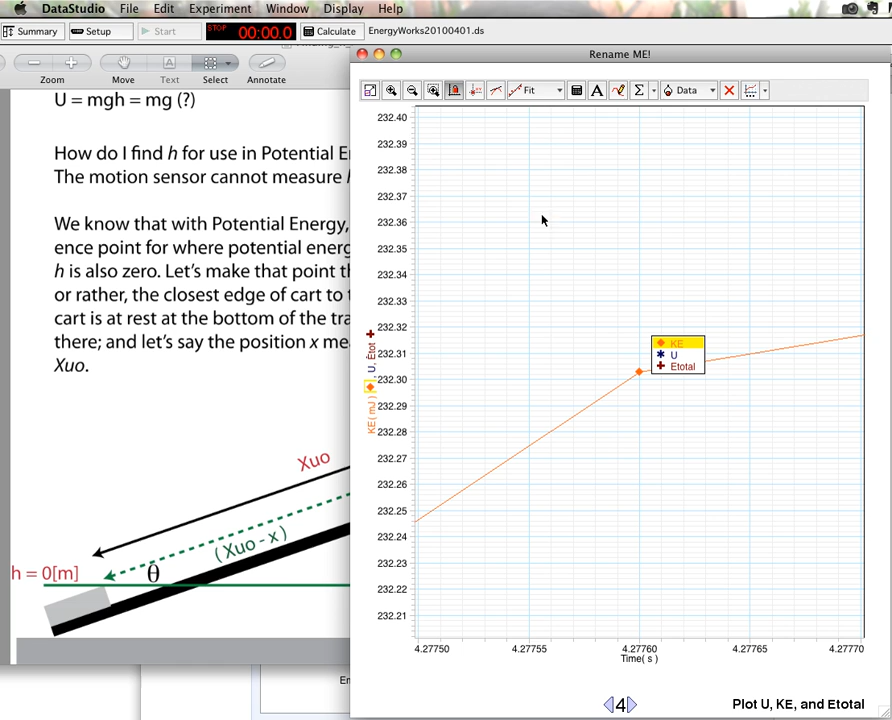 DataStudio File Edit Experiment Window Display Help
Summary Setup Start STOP 00:00.0 Calculate EnergyWorks20100401.ds
Rename ME!
Zoom Move Text Select Annotate
Fit A Σ Data
U = mgh = mg (?)
How do I find h for use in Potential E
The motion sensor cannot measure
We know that with Potential Energy,
ence point for where potential energ
h is also zero. Let's make that point th
or rather, the closest edge of cart to
cart is at rest at the bottom of the tra
there; and let's say the position x me
Xuo.
Xuo
(Xuo - x)
h = 0[m]
θ
232.40
232.39
232.38
232.37
232.36
232.35
232.34
232.33
232.32
232.31
232.30
232.29
232.28
232.27
232.26
232.25
232.24
232.23
232.22
232.21
KE( mJ ) , U, Etot
KE
U
Etotal
4.27750 4.27755 4.27760 4.27765 4.27770
Time( s )
En
4
Plot U, KE, and Etotal